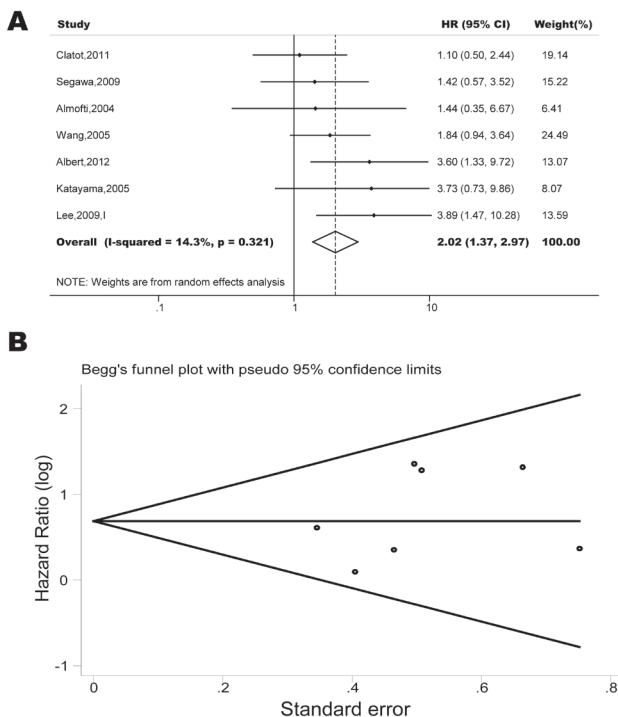 A
Study HR (95% CI) Weight(%)
Clatot,2011 1.10 (0.50, 2.44) 19.14
Segawa,2009 1.42 (0.57, 3.52) 15.22
Almofti,2004 1.44 (0.35, 6.67) 6.41
Wang,2005 1.84 (0.94, 3.64) 24.49
Albert,2012 3.60 (1.33, 9.72) 13.07
Katayama,2005 3.73 (0.73, 9.86) 8.07
Lee,2009,I 3.89 (1.47, 10.28) 13.59
Overall (I-squared = 14.3%, p = 0.321) 2.02 (1.37, 2.97) 100.00
NOTE: Weights are from random effects analysis
.1 1 10
B
Begg's funnel plot with pseudo 95% confidence limits
Hazard Ratio (log)
2
1
0
-1
0 .2 .4 .6 .8
Standard error